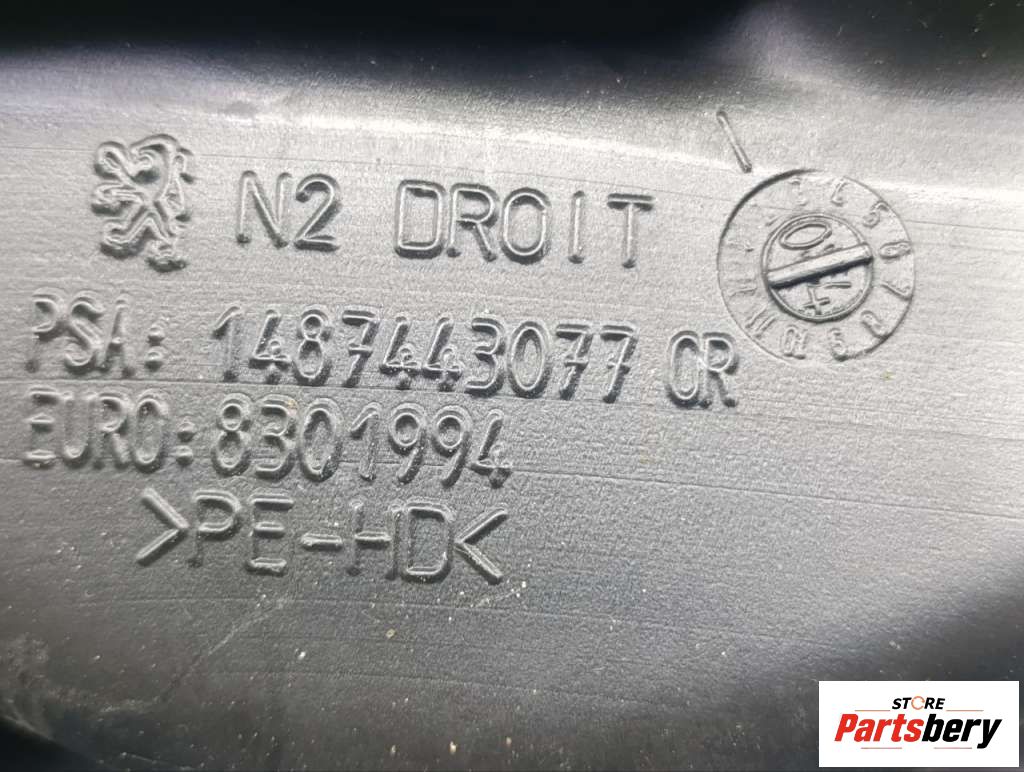 N2 DROIT
PSA: 1487443077 CR
EURO: 8301994
>PE-HD<
STORE
Partsbery